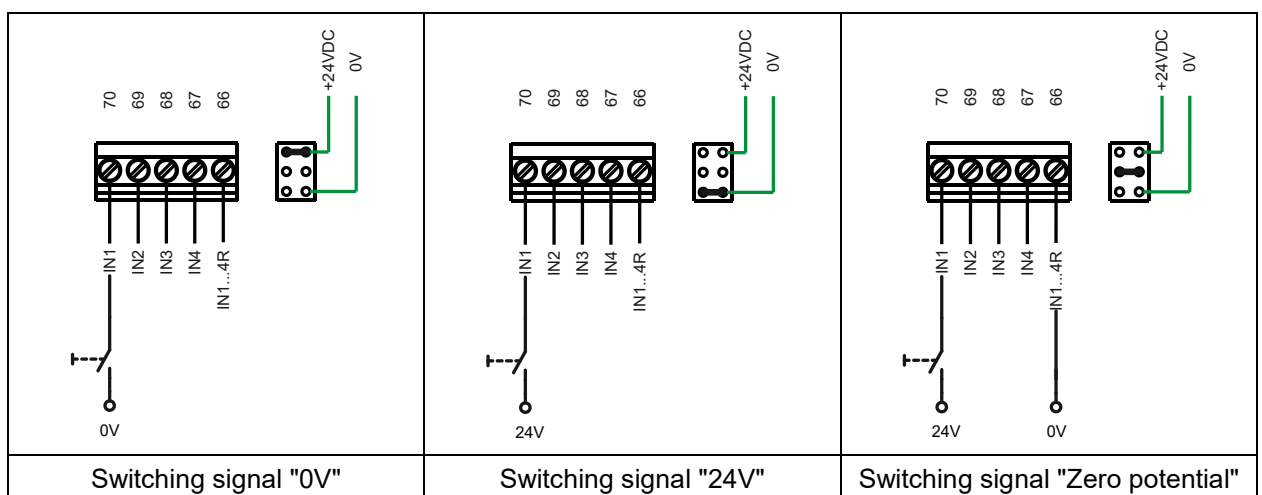 70 69 68 67 66
+24VDC
0V
IN1 IN2 IN3 IN4 IN1...4R
0V
Switching signal "0V"
70 69 68 67 66
+24VDC
0V
IN1 IN2 IN3 IN4 IN1...4R
24V
Switching signal "24V"
70 69 68 67 66
+24VDC
0V
IN1 IN2 IN3 IN4 IN1...4R
24V 0V
Switching signal "Zero potential"